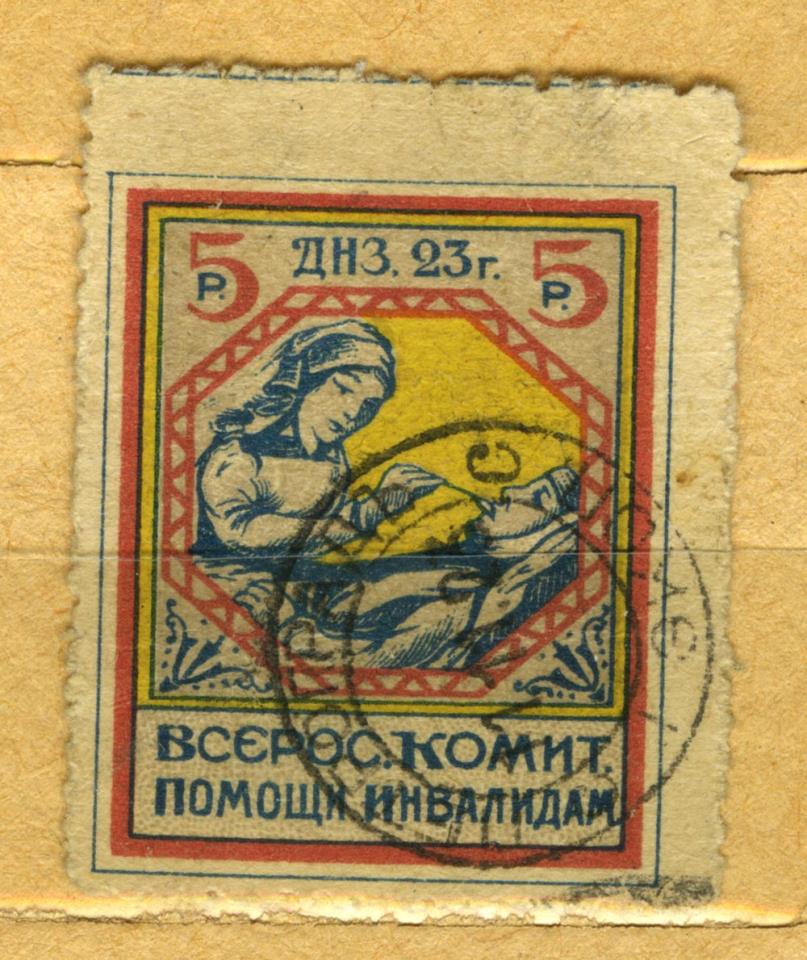 5 Р. ДНЗ. 23г. 5 Р.
ВСЕРОС. КОМИТ.
ПОМОЩИ ИНВАЛИДАМ